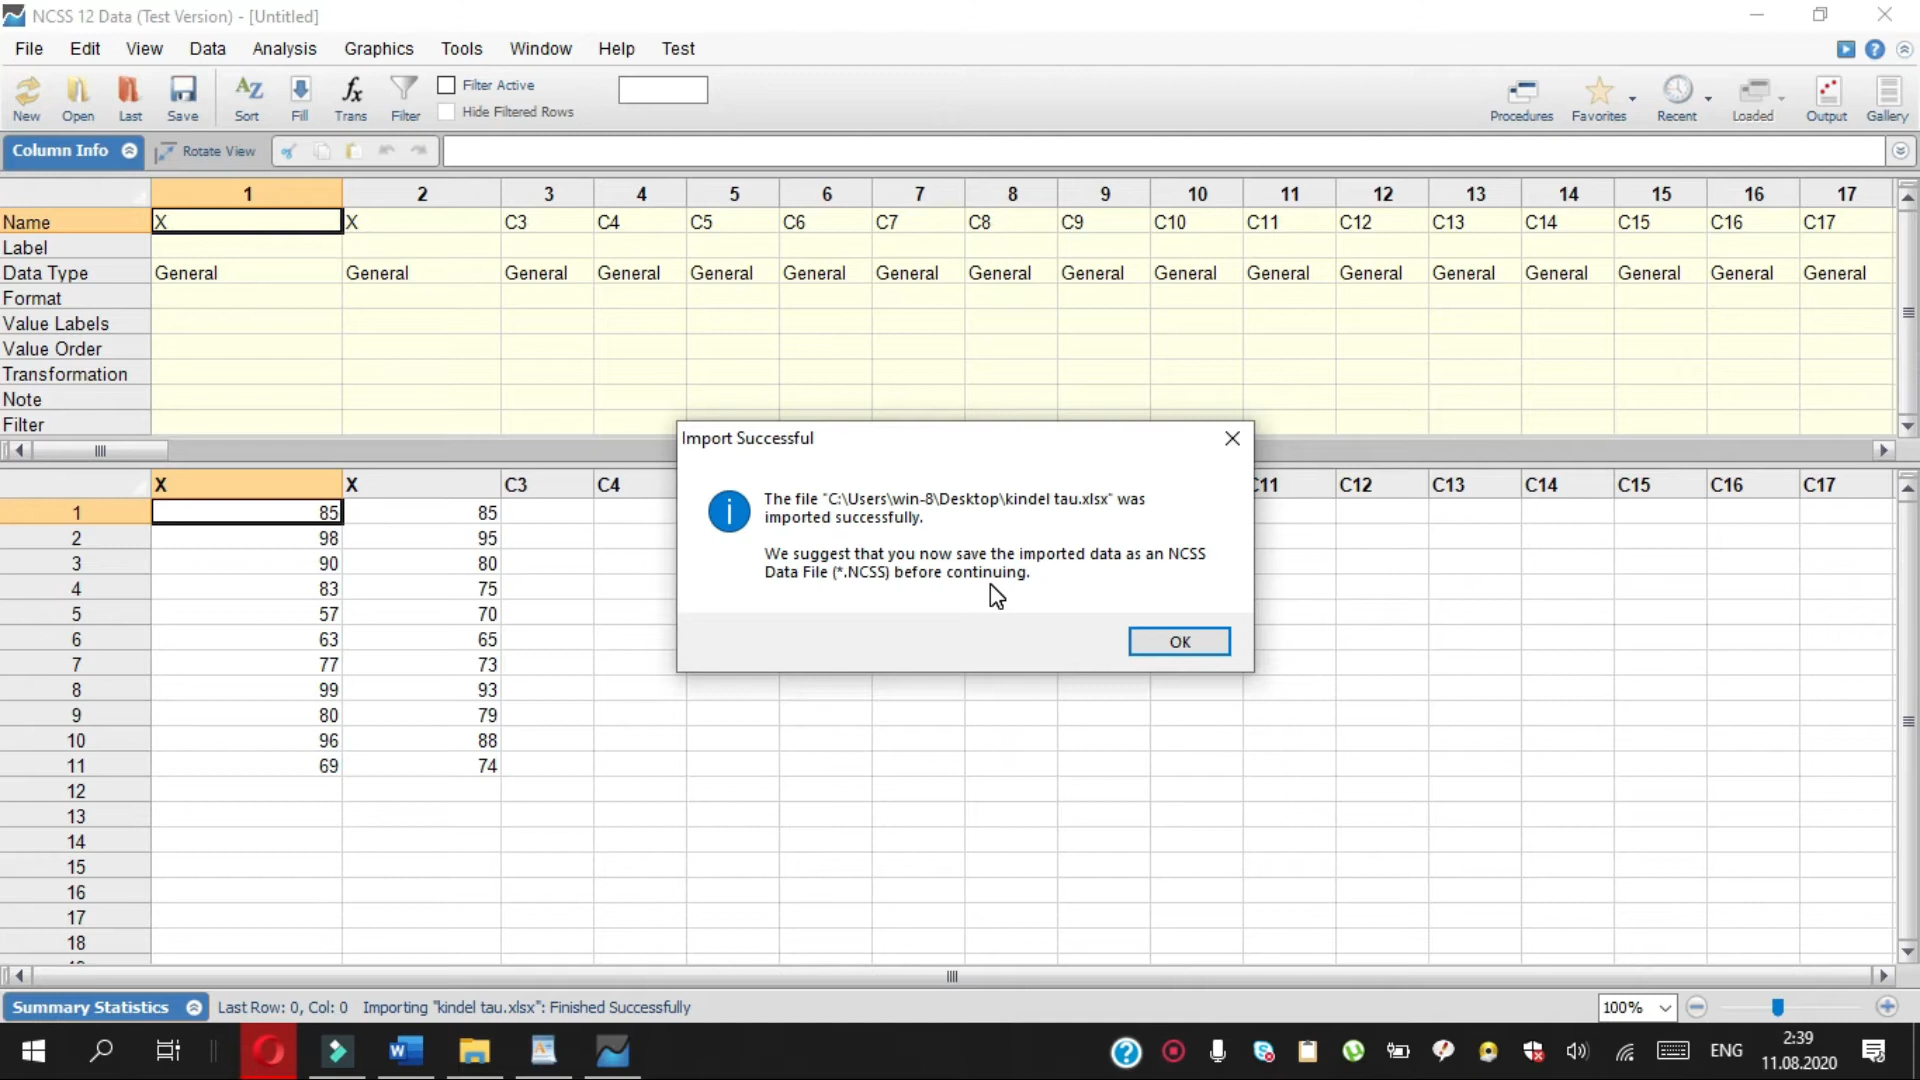 NCSS 12 Data (Test Version) - [Untitled]
File Edit View Data Analysis Graphics Tools Window Help Test
New Open Last Save Sort Fill Trans Filter
Filter Active
Hide Filtered Rows
Procedures Favorites Recent Loaded Output Gallery
Column Info Rotate View
1 2 3 4 5 6 7 8 9 10 11 12 13 14 15 16 17
Name X X C3 C4 C5 C6 C7 C8 C9 C10 C11 C12 C13 C14 C15 C16 C17
Label
Data Type General General General General General General General General General General General General General General General General General
Format
Value Labels
Value Order
Transformation
Note
Filter
Import Successful
The file "C:\Users\win-8\Desktop\kindel tau.xlsx" was
imported successfully.
We suggest that you now save the imported data as an NCSS
Data File (*.NCSS) before continuing.
OK
X X C3 C4 C11 C12 C13 C14 C15 C16 C17
1 85 85
2 98 95
3 90 80
4 83 75
5 57 70
6 63 65
7 77 73
8 99 93
9 80 79
10 96 88
11 69 74
12
13
14
15
16
17
18
Summary Statistics Last Row: 0, Col: 0 Importing "kindel tau.xlsx": Finished Successfully
100%
ENG
2:39
11.08.2020